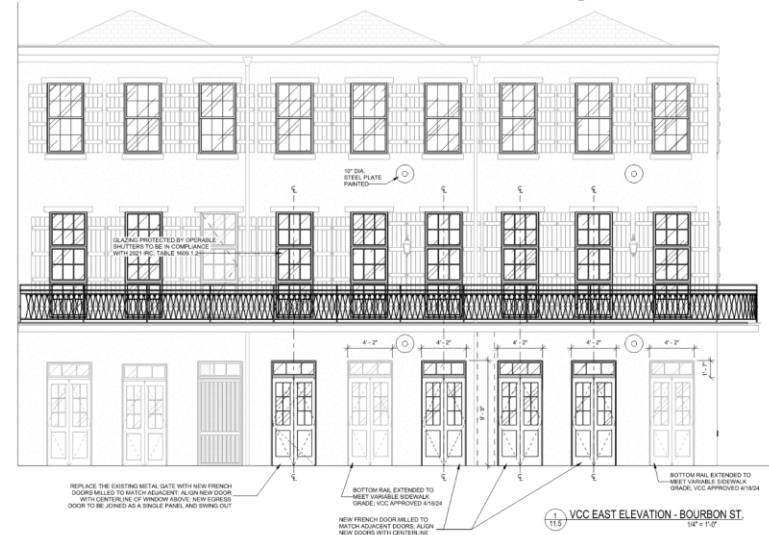 10" DIA.
STEEL PLATE
PAINTED
GLAZING PROTECTED BY OPERABLE
SHUTTERS TO BE IN COMPLIANCE
WITH 2021 IRC, TABLE 1609.1.2
4' - 2"
4' - 2"
4' - 2"
4' - 2"
4' - 2"
9' - 9"
1' - 7"
REPLACE THE EXISTING METAL GATE WITH NEW FRENCH
DOORS MILLED TO MATCH ADJACENT; ALIGN NEW DOOR
WITH CENTERLINE OF WINDOW ABOVE; NEW EGRESS
DOOR TO BE JOINED AS A SINGLE PANEL AND SWING OUT
BOTTOM RAIL EXTENDED TO
MEET VARIABLE SIDEWALK
GRADE; VCC APPROVED 4/18/24
NEW FRENCH DOOR MILLED TO
MATCH ADJACENT DOORS; ALIGN
NEW DOORS WITH CENTERLINE
BOTTOM RAIL EXTENDED TO
MEET VARIABLE SIDEWALK
GRADE; VCC APPROVED 4/18/24
1
11.5
VCC EAST ELEVATION - BOURBON ST.
1/4" = 1'-0"